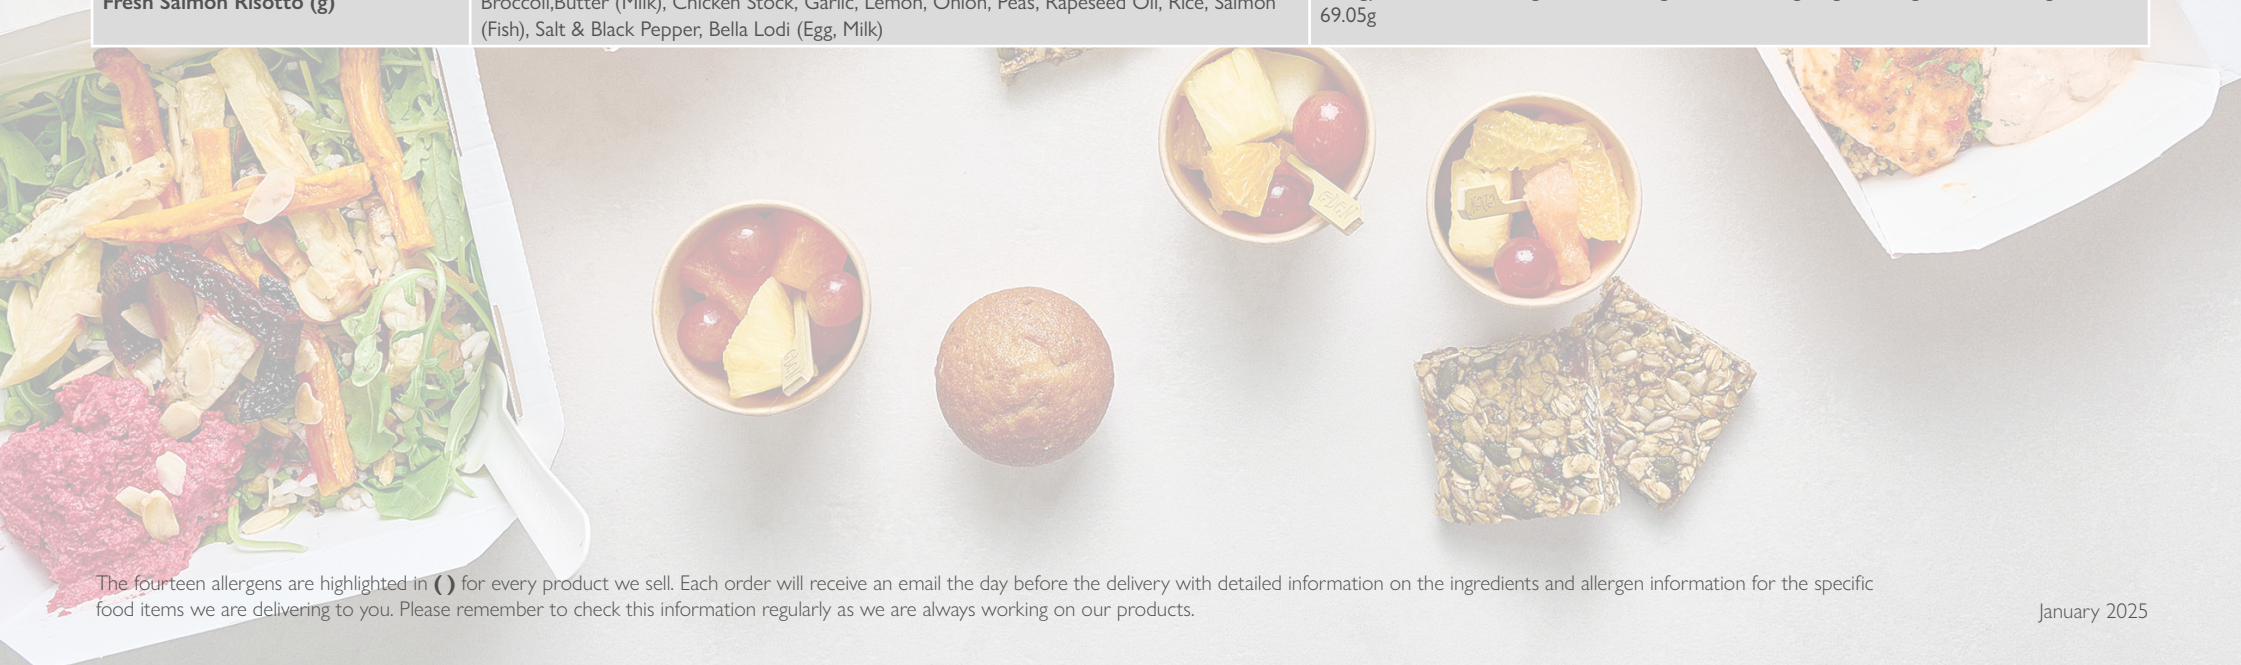 Fresh Salmon Risotto (g)
Broccoli,Butter (Milk), Chicken Stock, Garlic, Lemon, Onion, Peas, Rapeseed Oil, Rice, Salmon
(Fish), Salt & Black Pepper, Bella Lodi (Egg, Milk)
69.05g
The fourteen allergens are highlighted in ( ) for every product we sell. Each order will receive an email the day before the delivery with detailed information on the ingredients and allergen information for the specific
food items we are delivering to you. Please remember to check this information regularly as we are always working on our products.
January 2025